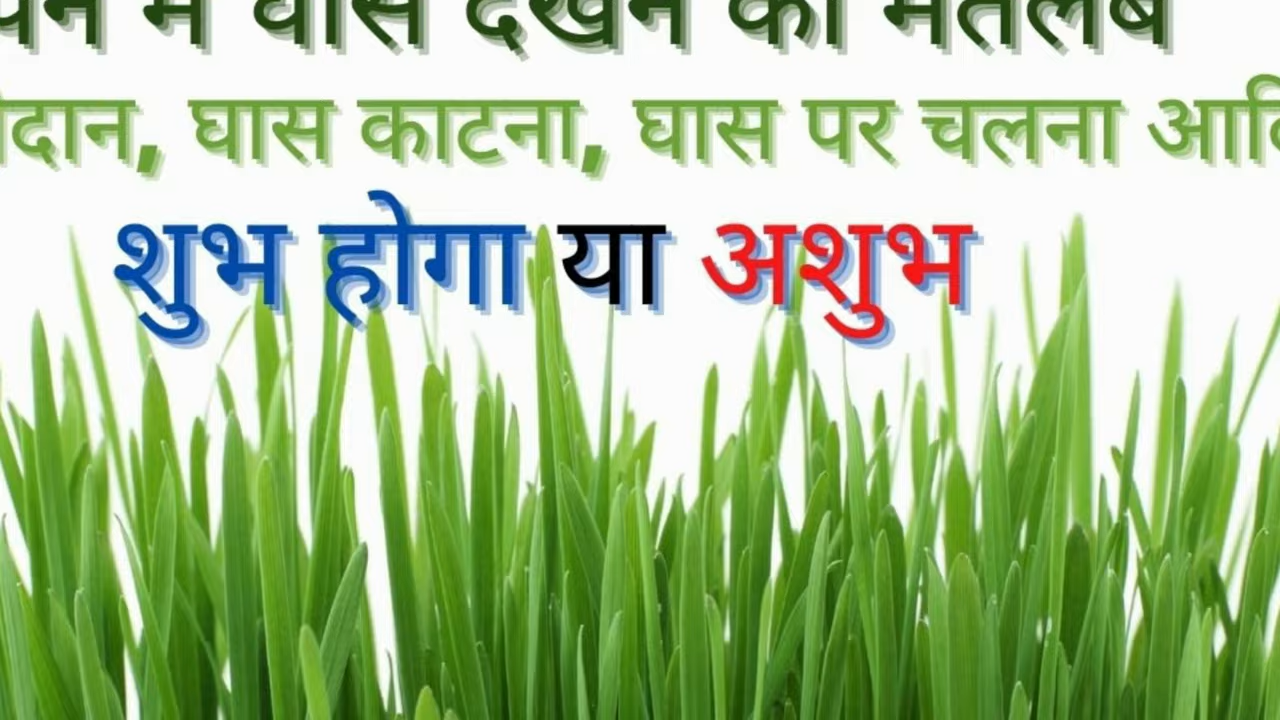 में घास देखने का मतलब
घास काटना, घास पर चलना
शुभ होगा या अशुभ